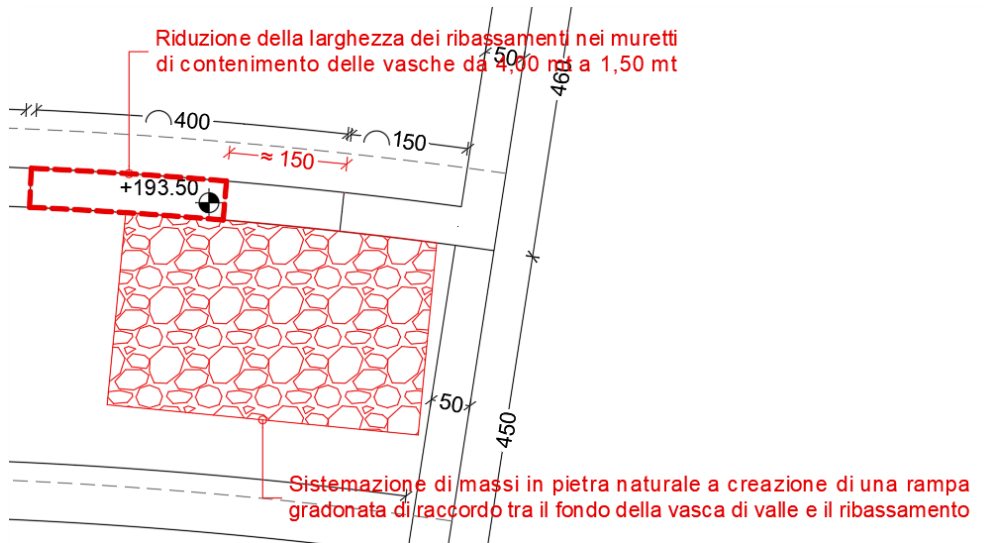 Riduzione della larghezza dei ribassamenti nei muretti
di contenimento delle vasche da 4,00 mt a 1,50 mt
50
460
400
150
≈ 150
+193.50
50
450
Sistemazione di massi in pietra naturale a creazione di una rampa
gradonata di raccordo tra il fondo della vasca di valle e il ribassamento